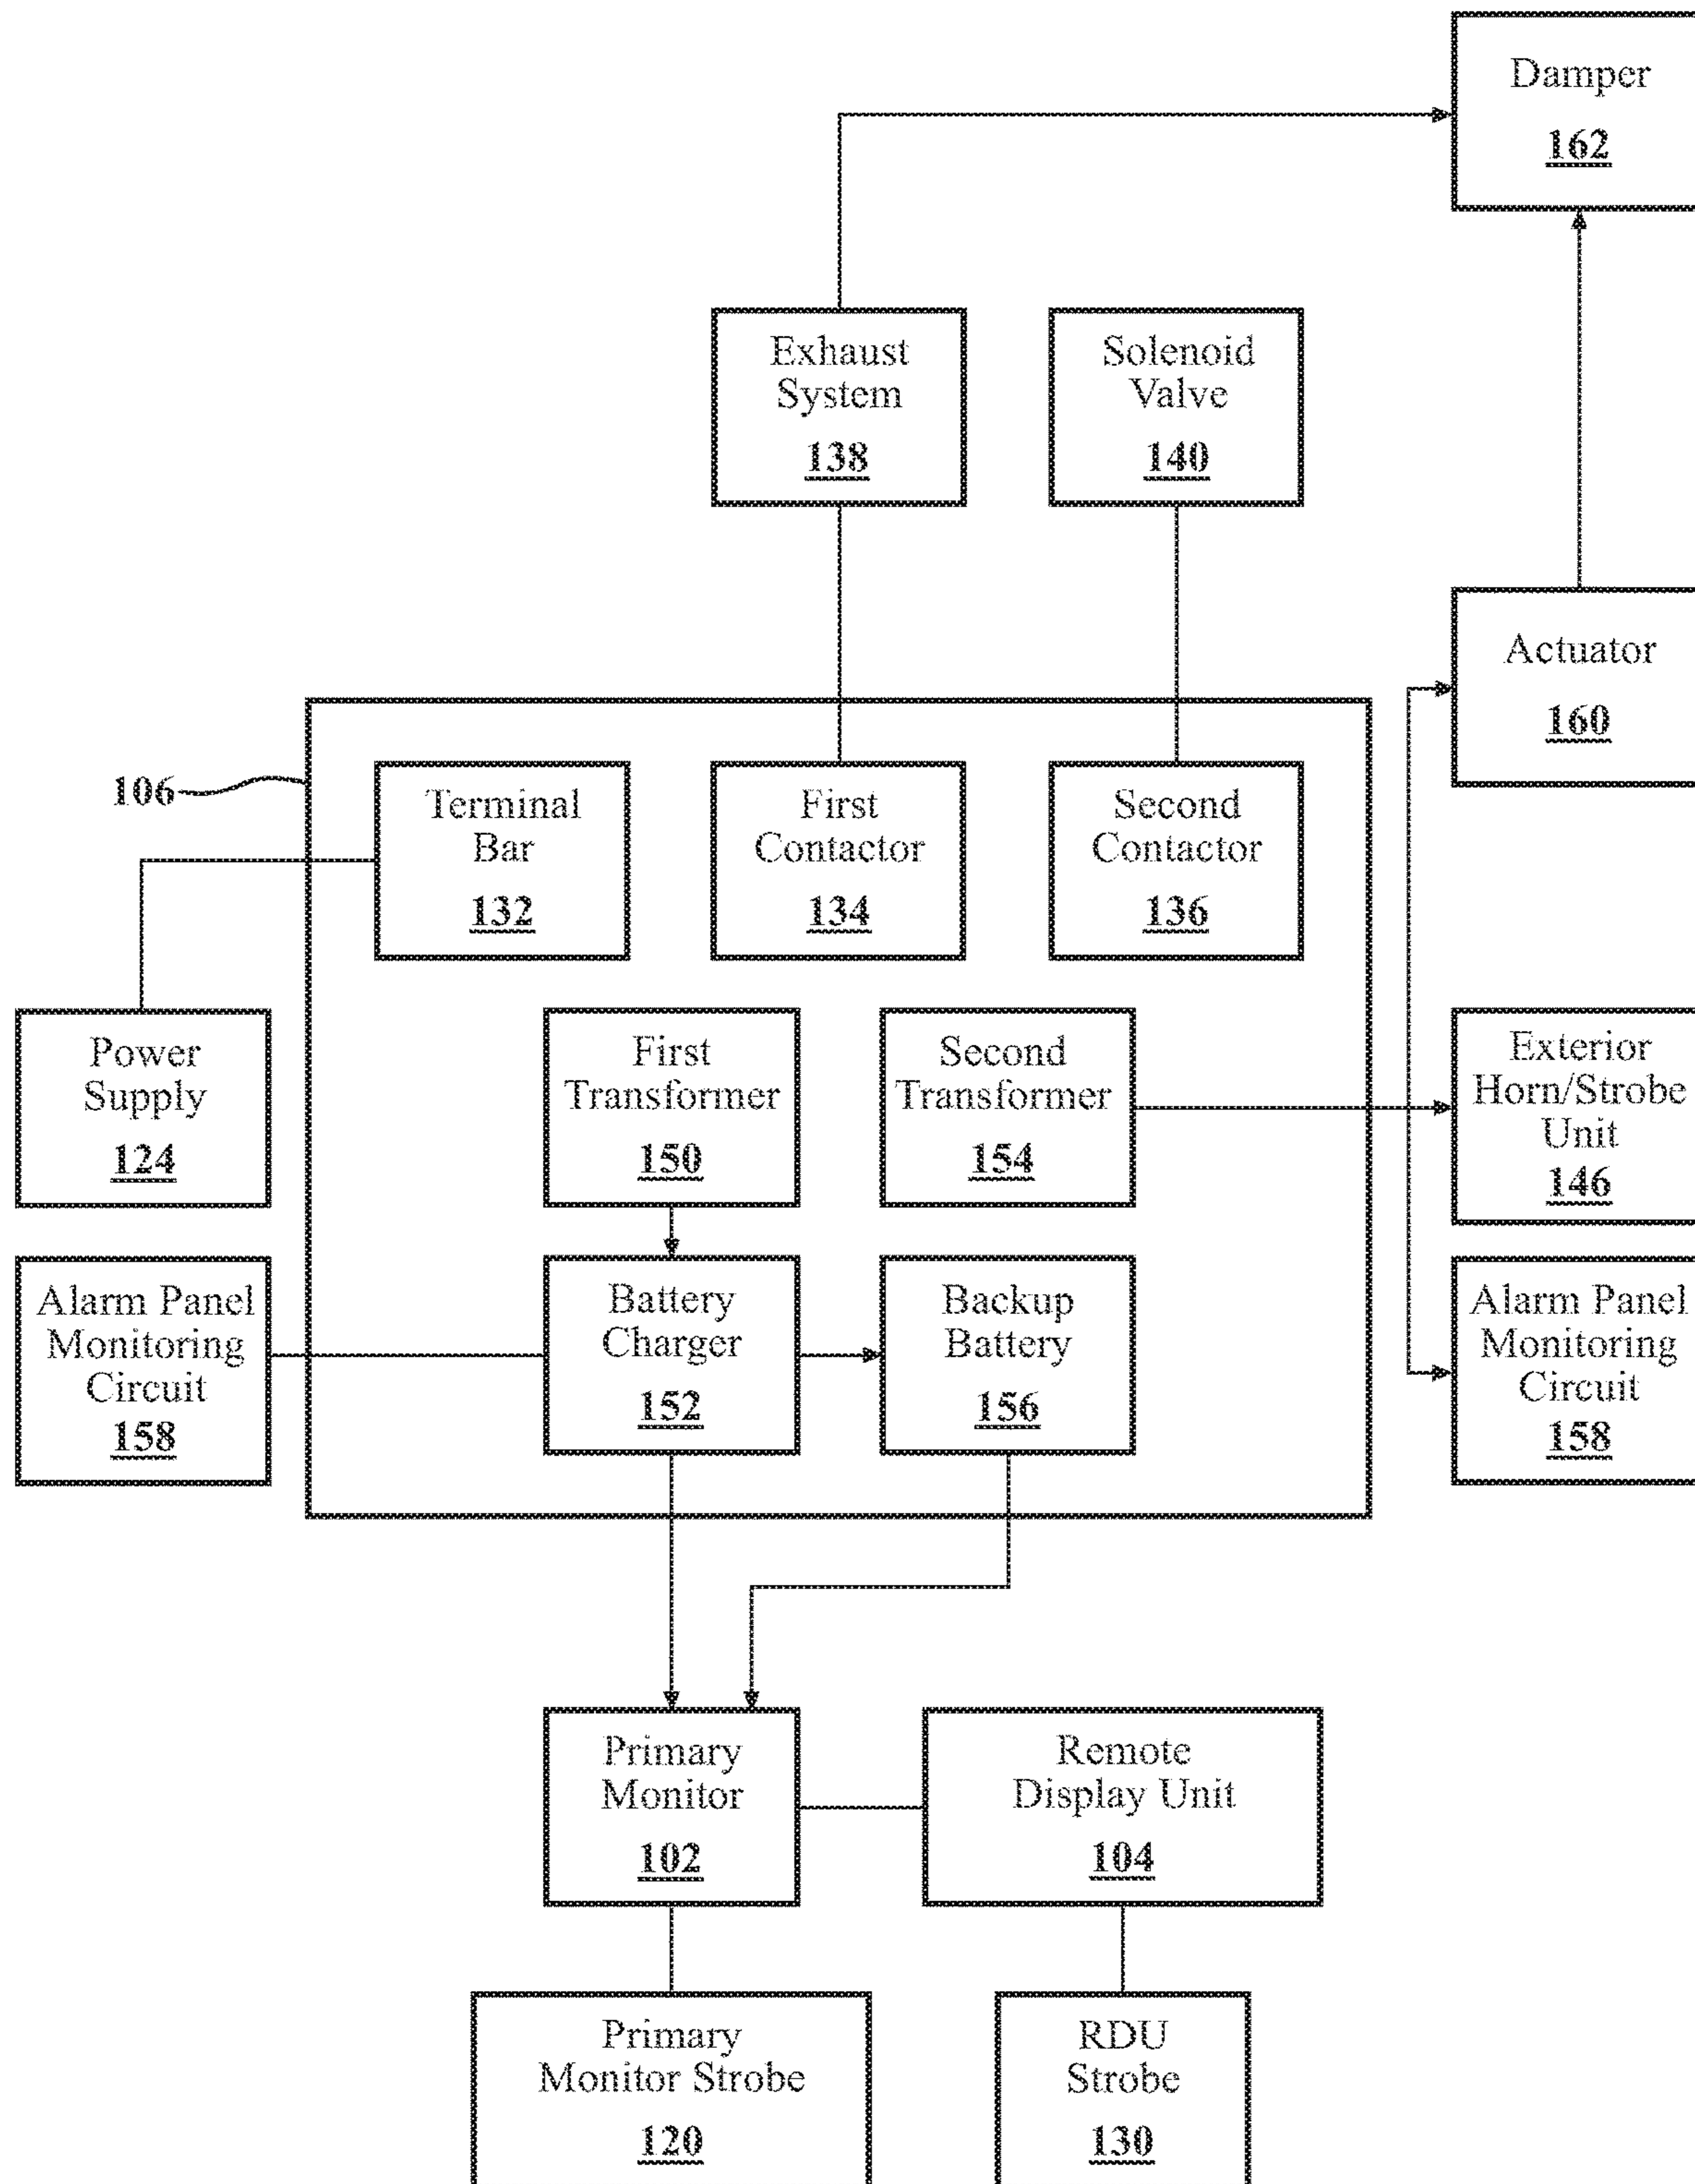 Damper
162
Exhaust
System
138
Solenoid
Valve
140
Actuator
160
106
Terminal
Bar
132
First
Contactor
134
Second
Contactor
136
Power
Supply
124
First
Transformer
150
Second
Transformer
154
Exterior
Horn/Strobe
Unit
146
Alarm Panel
Monitoring
Circuit
158
Battery
Charger
152
Backup
Battery
156
Alarm Panel
Monitoring
Circuit
158
Primary
Monitor
102
Remote
Display Unit
104
Primary
Monitor Strobe
120
RDU
Strobe
130